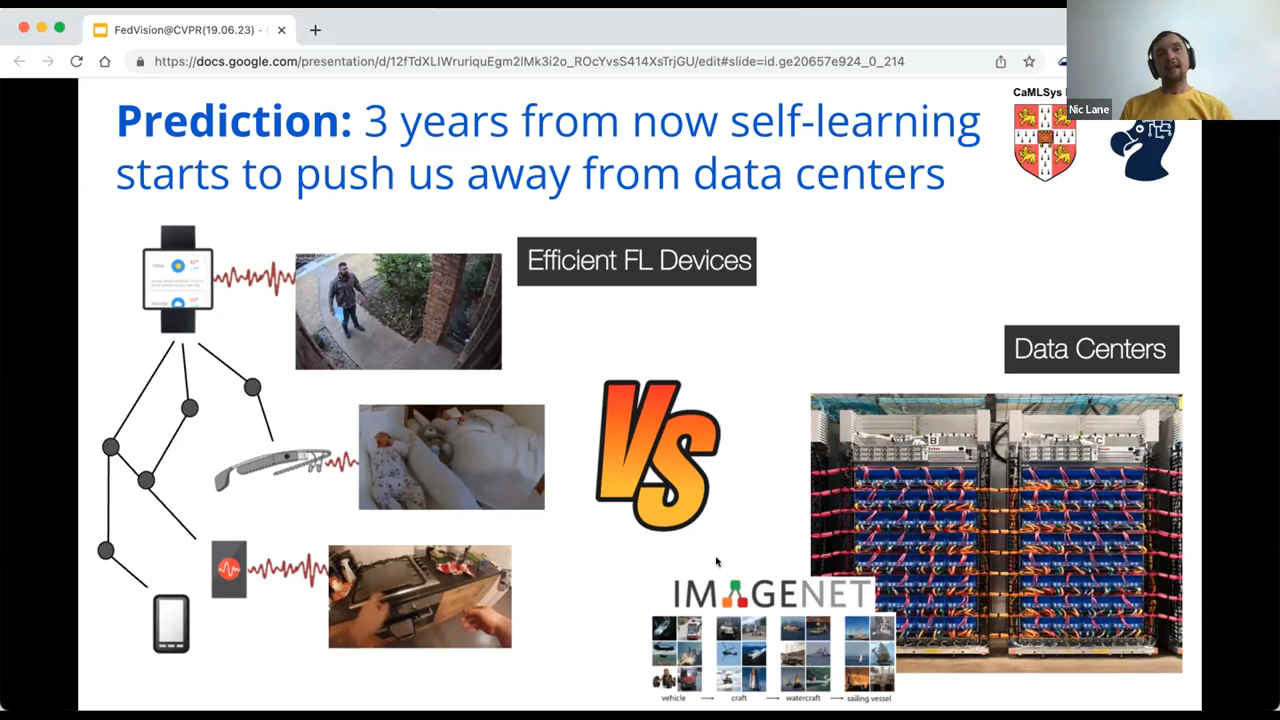 FedVision@CVPR(19.06.23) -
https://docs.google.com/presentation/d/12fTdXLIWruriquEgm2lMk3i2o_ROcYvsS414XsTrjGU/edit#slide=id.ge20657e924_0_214
Nic Lane
CaMLSys
Prediction: 3 years from now self-learning
starts to push us away from data centers
Efficient FL Devices
Data Centers
VS
B
C
IMAGENET
vehicle
craft
watercraft
sailing vessel